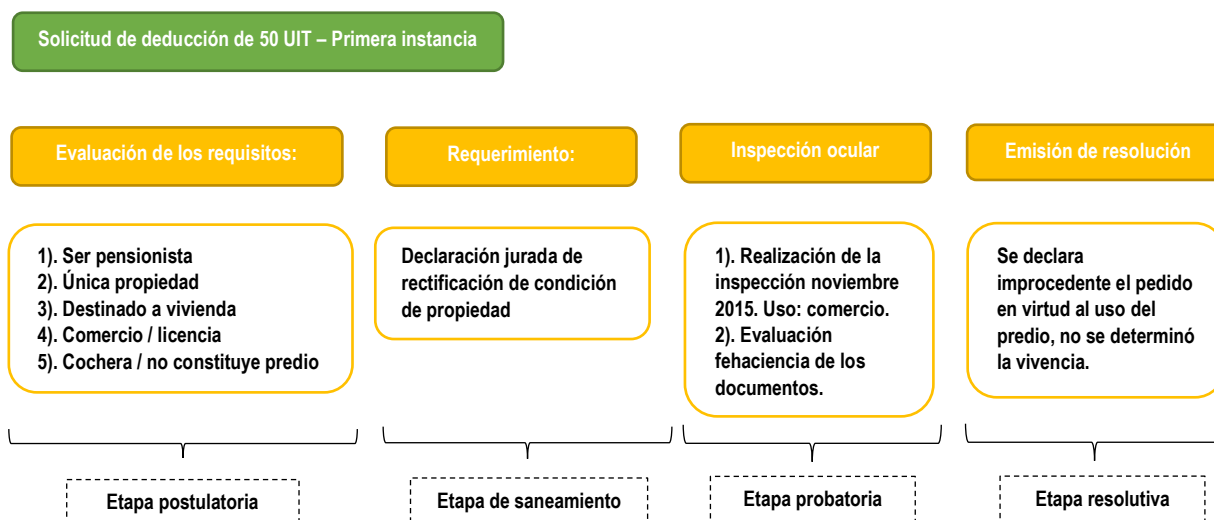 Solicitud de deducción de 50 UIT – Primera instancia
Evaluación de los requisitos:
Requerimiento:
Inspección ocular
Emisión de resolución
1). Ser pensionista
2). Única propiedad
3). Destinado a vivienda
4). Comercio / licencia
5). Cochera / no constituye predio
Declaración jurada de
rectificación de condición
de propiedad
1). Realización de la
inspección noviembre
2015. Uso: comercio.
2). Evaluación
fehaciencia de los
documentos.
Se declara
improcedente el pedido
en virtud al uso del
predio, no se determinó
la vivencia.
Etapa postulatoria
Etapa de saneamiento
Etapa probatoria
Etapa resolutiva